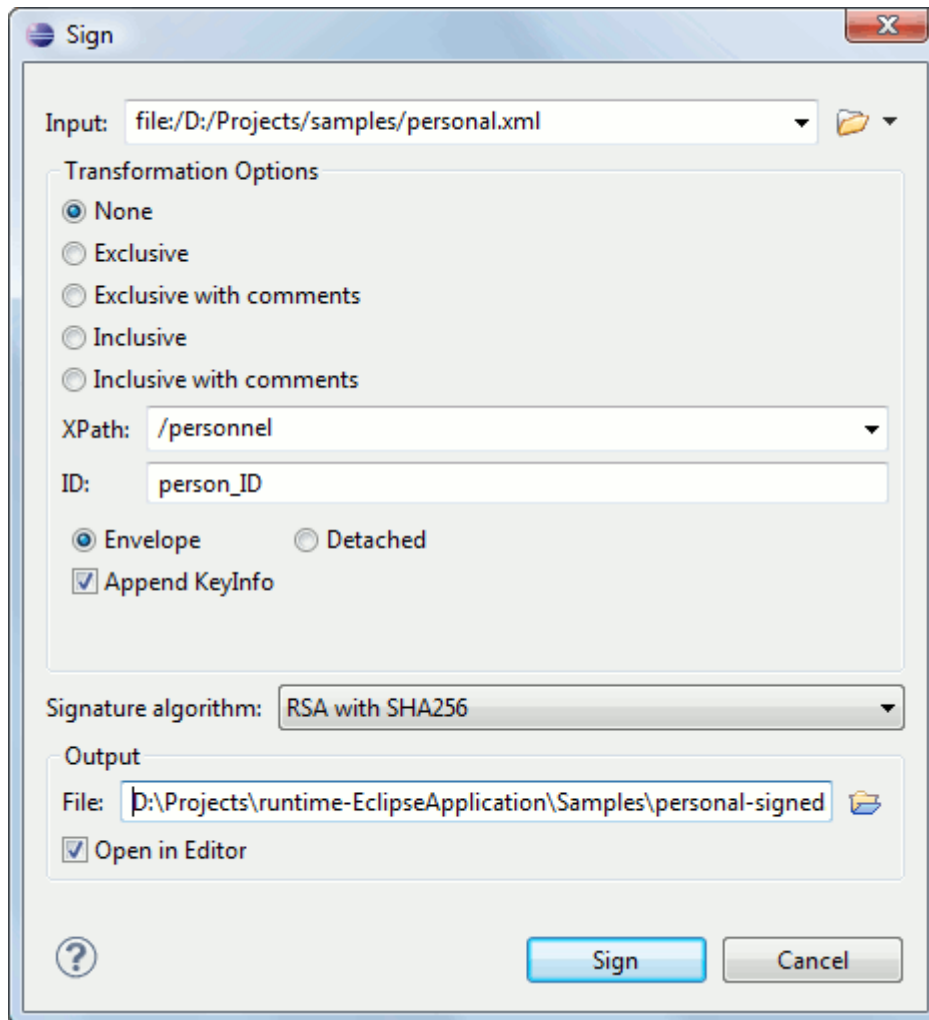 Sign
Input: file:/D:/Projects/samples/personal.xml
Transformation Options
None
Exclusive
Exclusive with comments
Inclusive
Inclusive with comments
XPath: /personnel
ID: person_ID
Envelope Detached
Append KeyInfo
Signature algorithm: RSA with SHA256
Output
File: D:\Projects\runtime-EclipseApplication\Samples\personal-signed
Open in Editor
? Sign Cancel